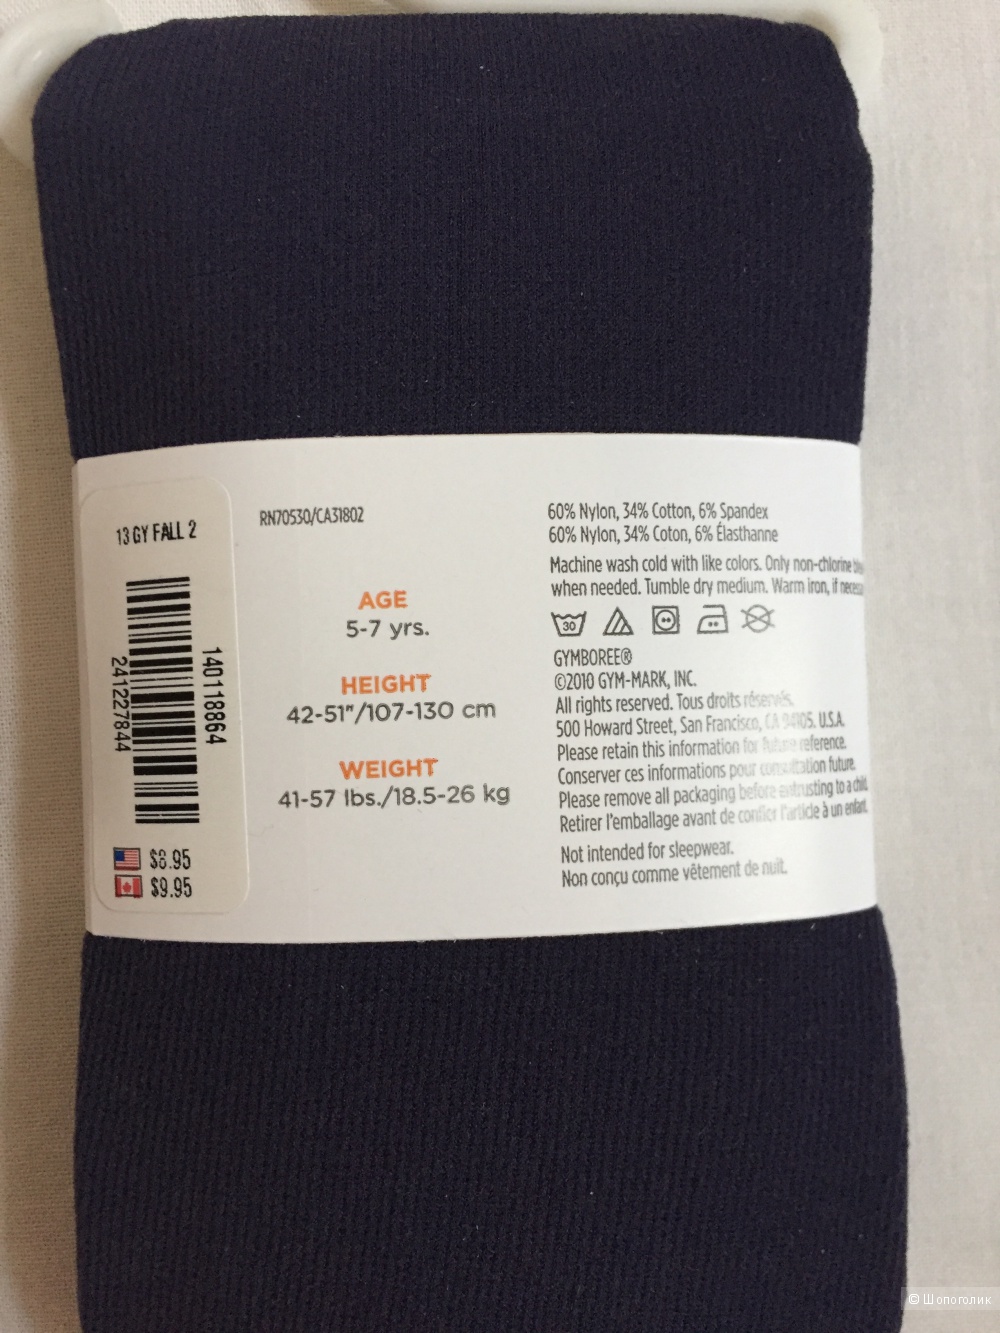 13 GY FALL 2
140118864
241227844
$8.95
$9.95
RN70530/CA31802
AGE
5-7 yrs.
HEIGHT
42-51"/107-130 cm
WEIGHT
41-57 lbs./18.5-26 kg
60% Nylon, 34% Cotton, 6% Spandex
60% Nylon, 34% Coton, 6% Élasthanne
Machine wash cold with like colors. Only non-chlorine
when needed. Tumble dry medium. Warm iron, if
30
GYMBOREE®
©2010 GYM-MARK, INC.
All rights reserved. Tous droits réservés.
500 Howard Street, San Francisco, CA 94105. U.S.A.
Please retain this information for future reference.
Conserver ces informations pour consultation future.
Please remove all packaging before entrusting to a child.
Retirer l'emballage avant de confier l'article à un enfant.
Not intended for sleepwear.
Non conçu comme vêtement de nuit.
© Шопоголик